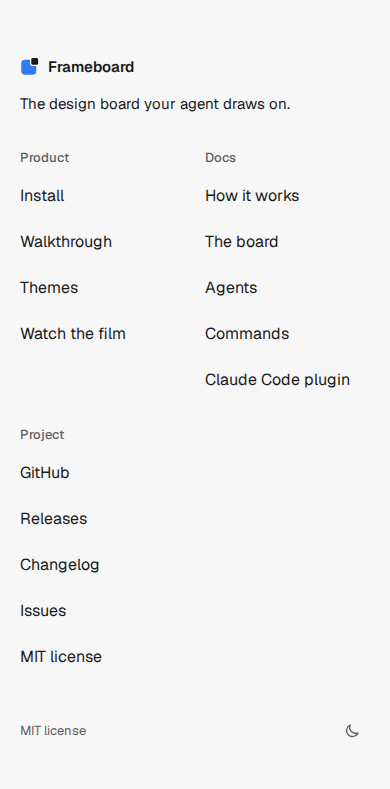 Frameboard
The design board your agent draws on.
Product
Install
Walkthrough
Themes
Watch the film
Docs
How it works
The board
Agents
Commands
Claude Code plugin
Project
GitHub
Releases
Changelog
Issues
MIT license
MIT license